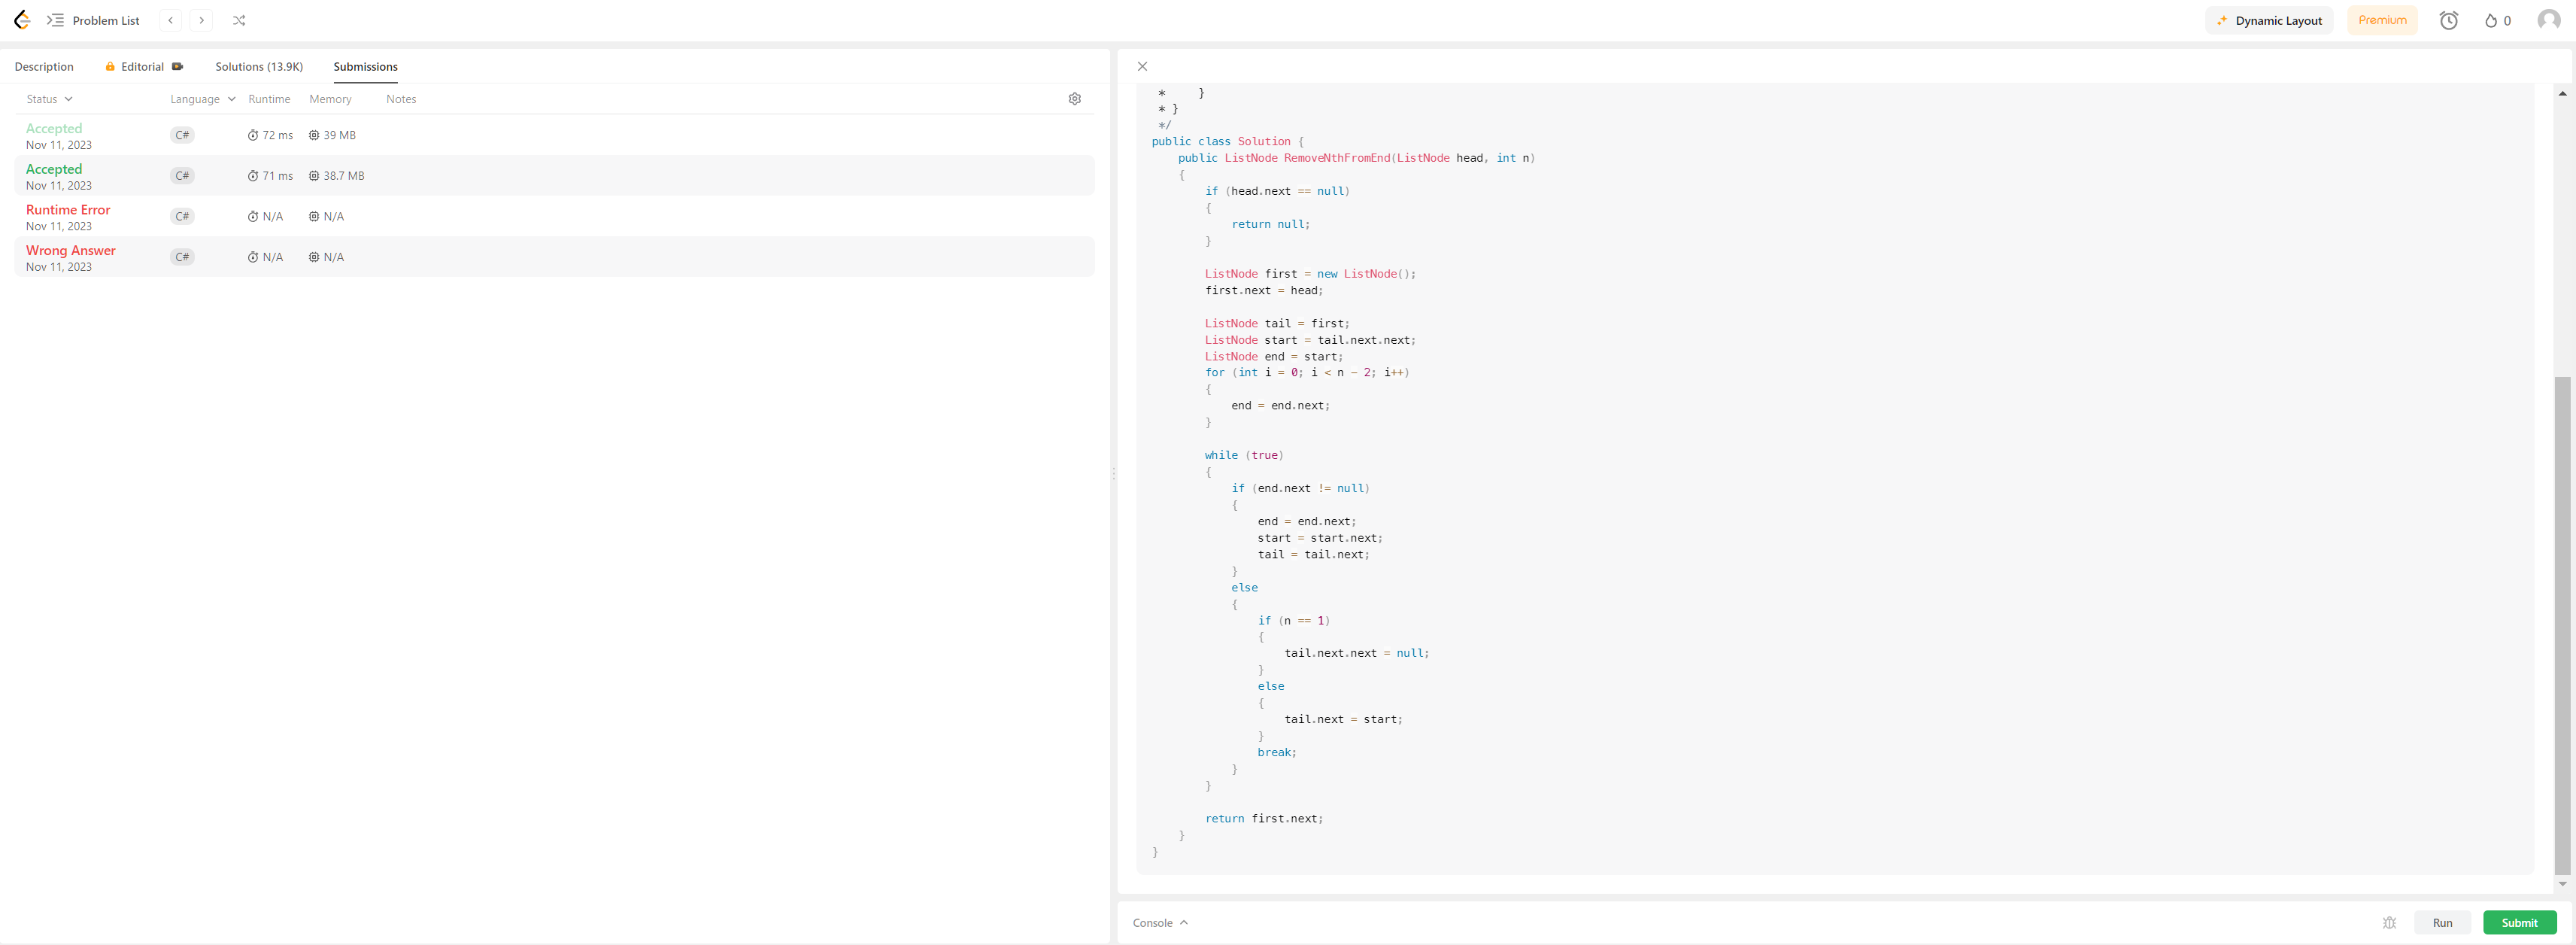 Problem List
Dynamic Layout
Premium
0
Description
Editorial
Solutions (13.9K)
Submissions
Status
Language
Runtime
Memory
Notes
Accepted
Nov 11, 2023
C#
72 ms
39 MB
Accepted
Nov 11, 2023
C#
71 ms
38.7 MB
Runtime Error
Nov 11, 2023
C#
N/A
N/A
Wrong Answer
Nov 11, 2023
C#
N/A
N/A
 *     }
 * }
 */
public class Solution {
    public ListNode RemoveNthFromEnd(ListNode head, int n)
    {
        if (head.next == null)
        {
            return null;
        }
        ListNode first = new ListNode();
        first.next = head;
        ListNode tail = first;
        ListNode start = tail.next.next;
        ListNode end = start;
        for (int i = 0; i < n - 2; i++)
        {
            end = end.next;
        }
        while (true)
        {
            if (end.next != null)
            {
                end = end.next;
                start = start.next;
                tail = tail.next;
            }
            else
            {
                if (n == 1)
                {
                    tail.next.next = null;
                }
                else
                {
                    tail.next = start;
                }
                break;
            }
        }
        return first.next;
    }
}
Console
Run
Submit